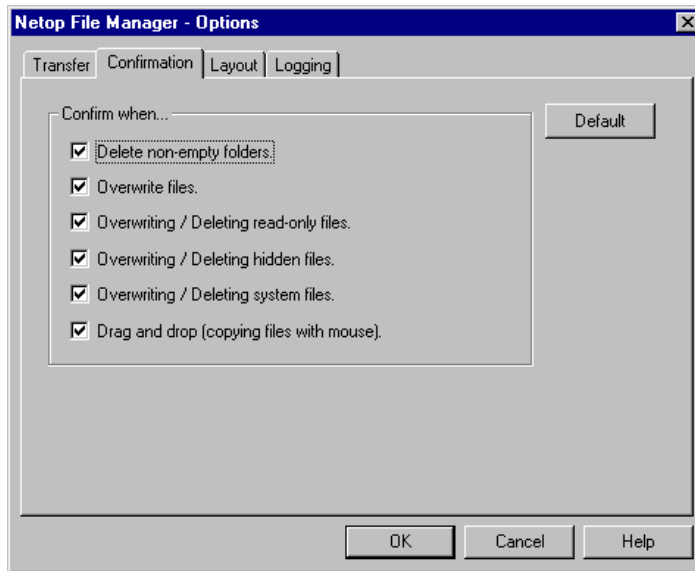 Netop File Manager - Options
Transfer Confirmation Layout Logging
Confirm when...
Default
Delete non-empty folders.
Overwrite files.
Overwriting / Deleting read-only files.
Overwriting / Deleting hidden files.
Overwriting / Deleting system files.
Drag and drop (copying files with mouse).
OK Cancel Help